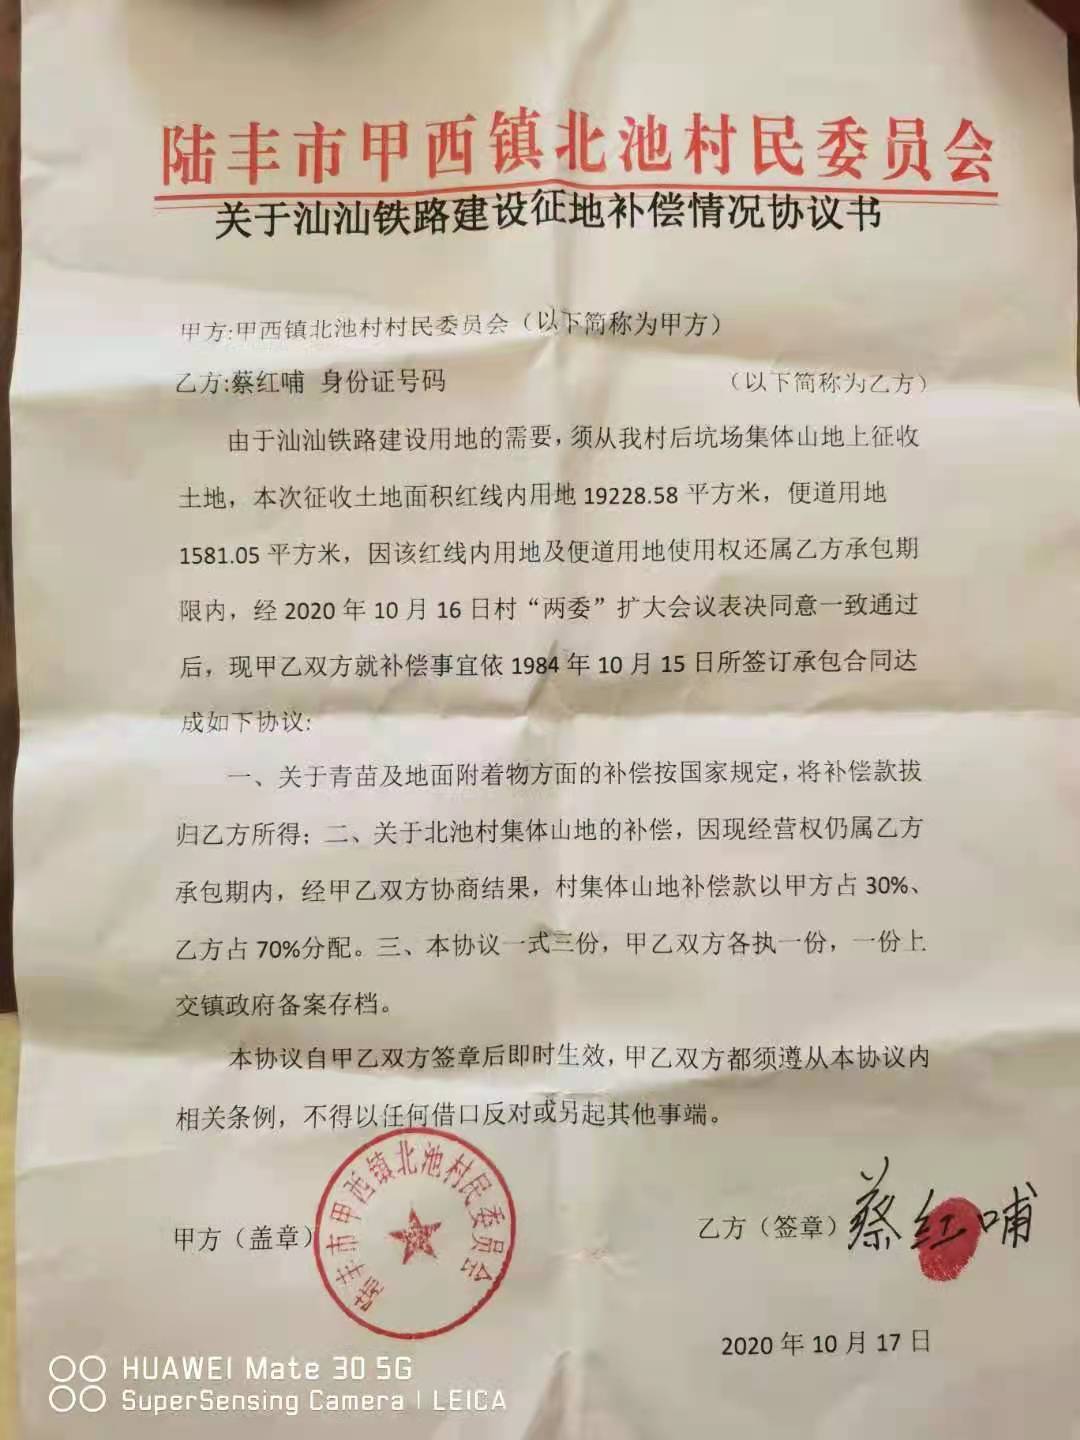 陆丰市甲西镇北池村民委员会
关于汕汕铁路建设征地补偿情况协议书
甲方:甲西镇北池村村民委员会（以下简称为甲方）
乙方:蔡红哺 身份证号码 （以下简称为乙方）
由于汕汕铁路建设用地的需要，须从我村后坑场集体山地上征收
土地，本次征收土地面积红线内用地 19228.58 平方米，便道用地
1581.05 平方米，因该红线内用地及便道用地使用权还属乙方承包期
限内，经 2020 年 10 月 16 日村“两委”扩大会议表决同意一致通过
后，现甲乙双方就补偿事宜依 1984 年 10 月 15 日所签订承包合同达
成如下协议:
一、关于青苗及地面附着物方面的补偿按国家规定，将补偿款拔
归乙方所得；二、关于北池村集体山地的补偿，因现经营权仍属乙方
承包期内，经甲乙双方协商结果，村集体山地补偿款以甲方占 30%、
乙方占 70%分配。三、本协议一式三份，甲乙双方各执一份，一份上
交镇政府备案存档。
本协议自甲乙双方签章后即时生效，甲乙双方都须遵从本协议内
相关条例，不得以任何借口反对或另起其他事端。
甲方（盖章）
陆丰市甲西镇北池村民委员会
乙方（签章）蔡红哺
2020 年 10 月 17 日
HUAWEI Mate 30 5G
SuperSensing Camera | LEICA